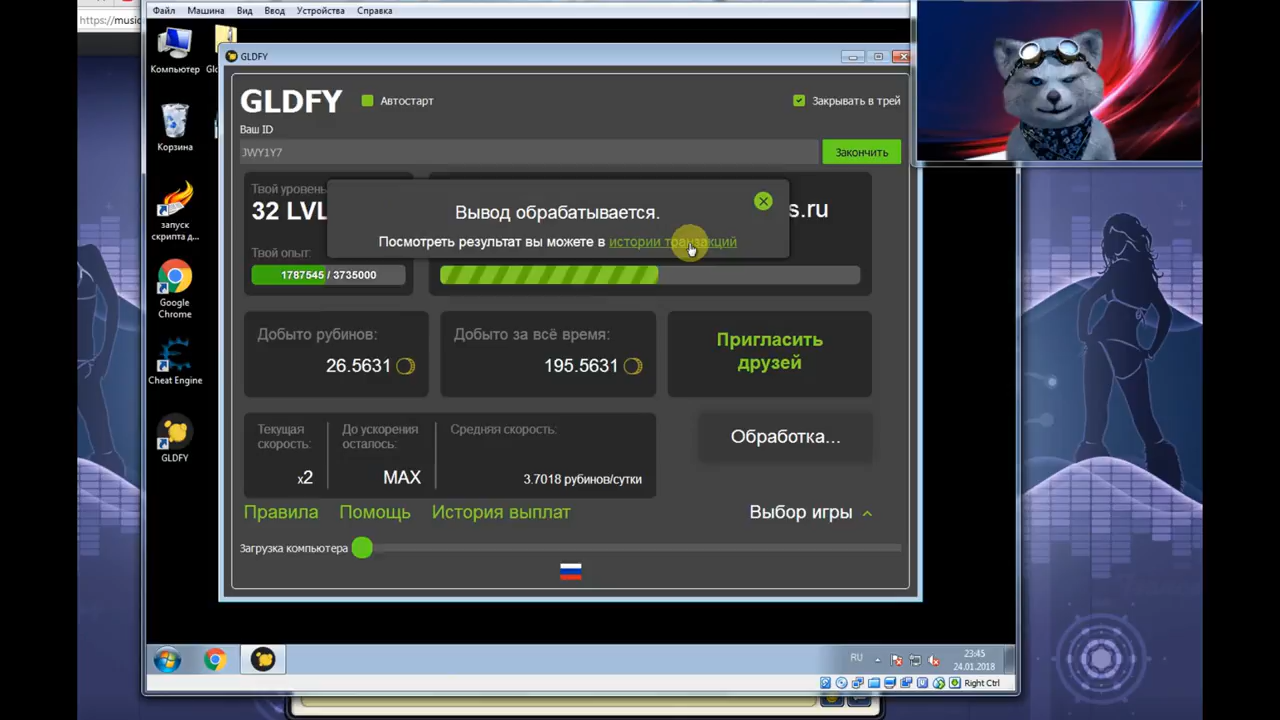 https://music
Файл Машина Вид Ввод Устройства Справка
Компьютер
Корзина
запуск
скрипта д...
Google
Chrome
Cheat Engine
GLDFY
GLDFY
GLDFY
Автостарт
Закрывать в трей
Ваш ID
JWY1Y7
Закончить
Твой уровень
32 LVL
s.ru
Вывод обрабатывается.
Посмотреть результат вы можете в истории транзакций
Твой опыт:
1787545 / 3735000
Добыто рубинов:
26.5631
Добыто за всё время:
195.5631
Пригласить
друзей
Текущая
скорость:
x2
До ускорения
осталось:
MAX
Средняя скорость:
3.7018 рубинов/сутки
Обработка...
Правила Помощь История выплат
Выбор игры
Загрузка компьютера
RU
23:45
24.01.2018
Right Ctrl